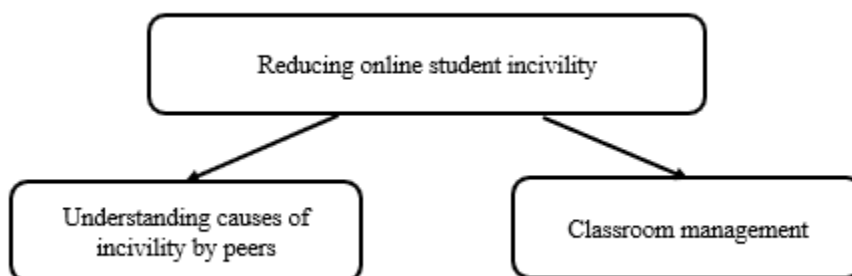 Reducing online student incivility
Understanding causes of
incivility by peers
Classroom management